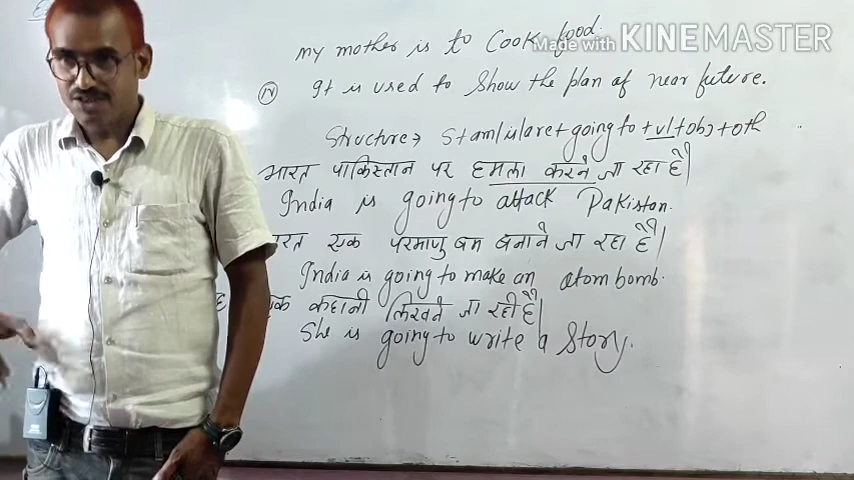 my mother is to cook food.
Made with KINEMASTER
(iv) It is used to show the plan of near future.
Structure → S+am/is/are+going to+v1+obj+oth
भारत पाकिस्तान पर हमला करने जा रहा है।
India is going to attack Pakistan.
रत एक परमाणु बम बनाने जा रहा है।
India is going to make an atom bomb.
एक कहानी लिखने जा रही है।
She is going to write a story.